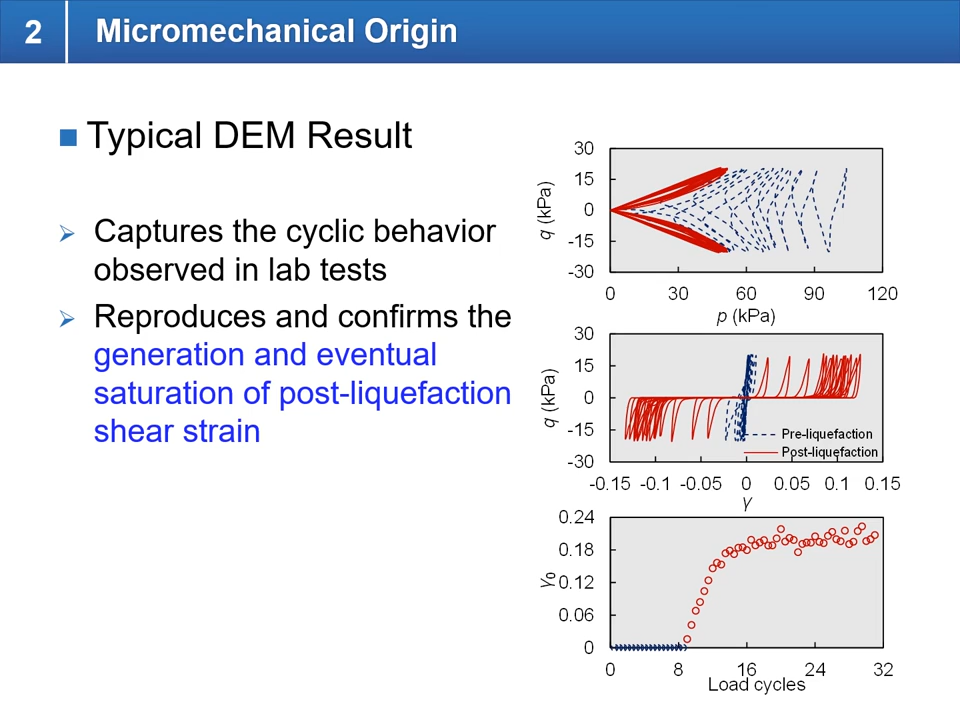 2
Micromechanical Origin
Typical DEM Result
Captures the cyclic behavior
observed in lab tests
Reproduces and confirms the
generation and eventual
saturation of post-liquefaction
shear strain
30
15
0
-15
-30
q (kPa)
0 30 60 90 120
p (kPa)
30
15
0
-15
-30
q (kPa)
Pre-liquefaction
Post-liquefaction
-0.15 -0.1 -0.05 0 0.05 0.1 0.15
γ
0.24
0.18
0.12
0.06
0
γ₀
0 8 16 24 32
Load cycles